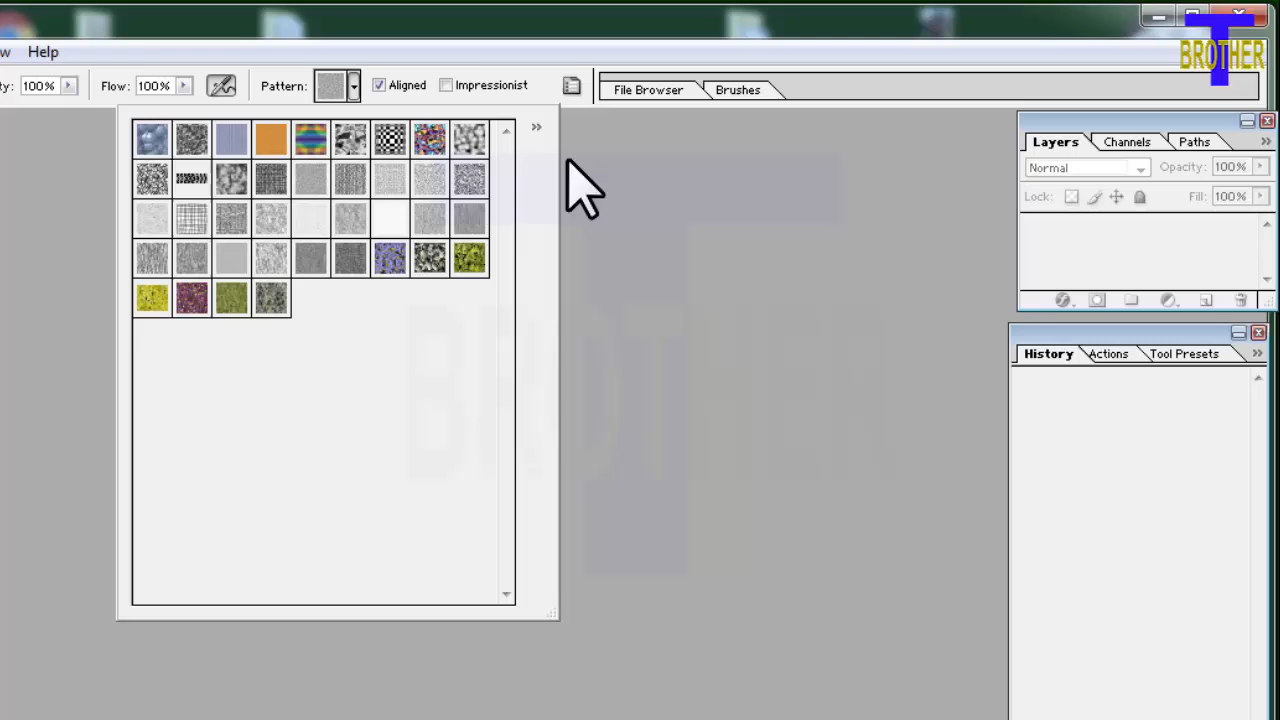 T
BROTHER
w Help
ty: 100% Flow: 100% Pattern: Aligned Impressionist File Browser Brushes
Layers Channels Paths
Normal Opacity: 100%
Lock: Fill: 100%
History Actions Tool Presets
BROTHER